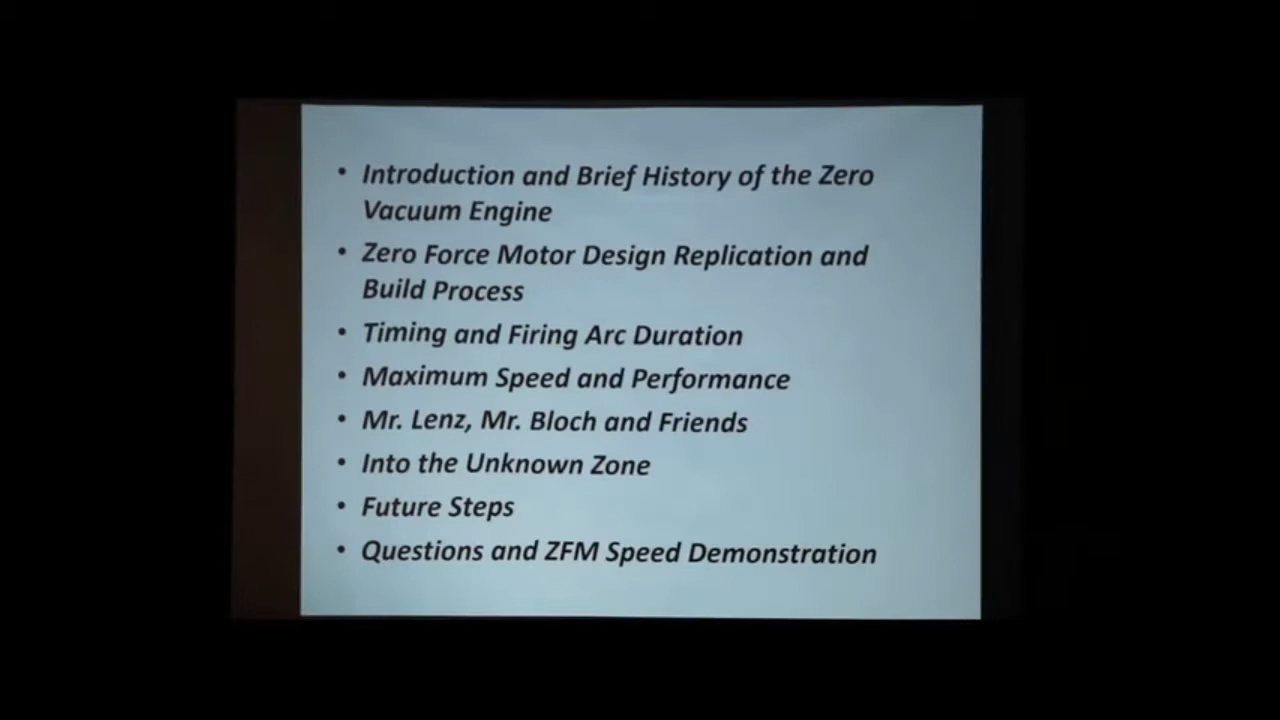 • Introduction and Brief History of the Zero
Vacuum Engine
• Zero Force Motor Design Replication and
Build Process
• Timing and Firing Arc Duration
• Maximum Speed and Performance
• Mr. Lenz, Mr. Bloch and Friends
• Into the Unknown Zone
• Future Steps
• Questions and ZFM Speed Demonstration